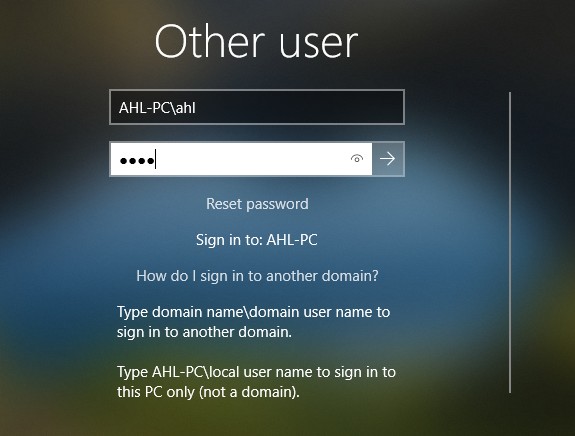 Other user
AHL-PC\ahl
••••
Reset password
Sign in to: AHL-PC
How do I sign in to another domain?
Type domain name\domain user name to
sign in to another domain.
Type AHL-PC\local user name to sign in to
this PC only (not a domain).